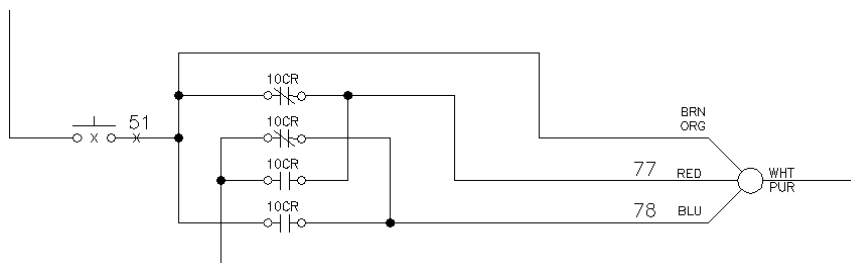 10CR
BRN
51
10CR
ORG
10CR
77
RED
WHT
PUR
10CR
78
BLU